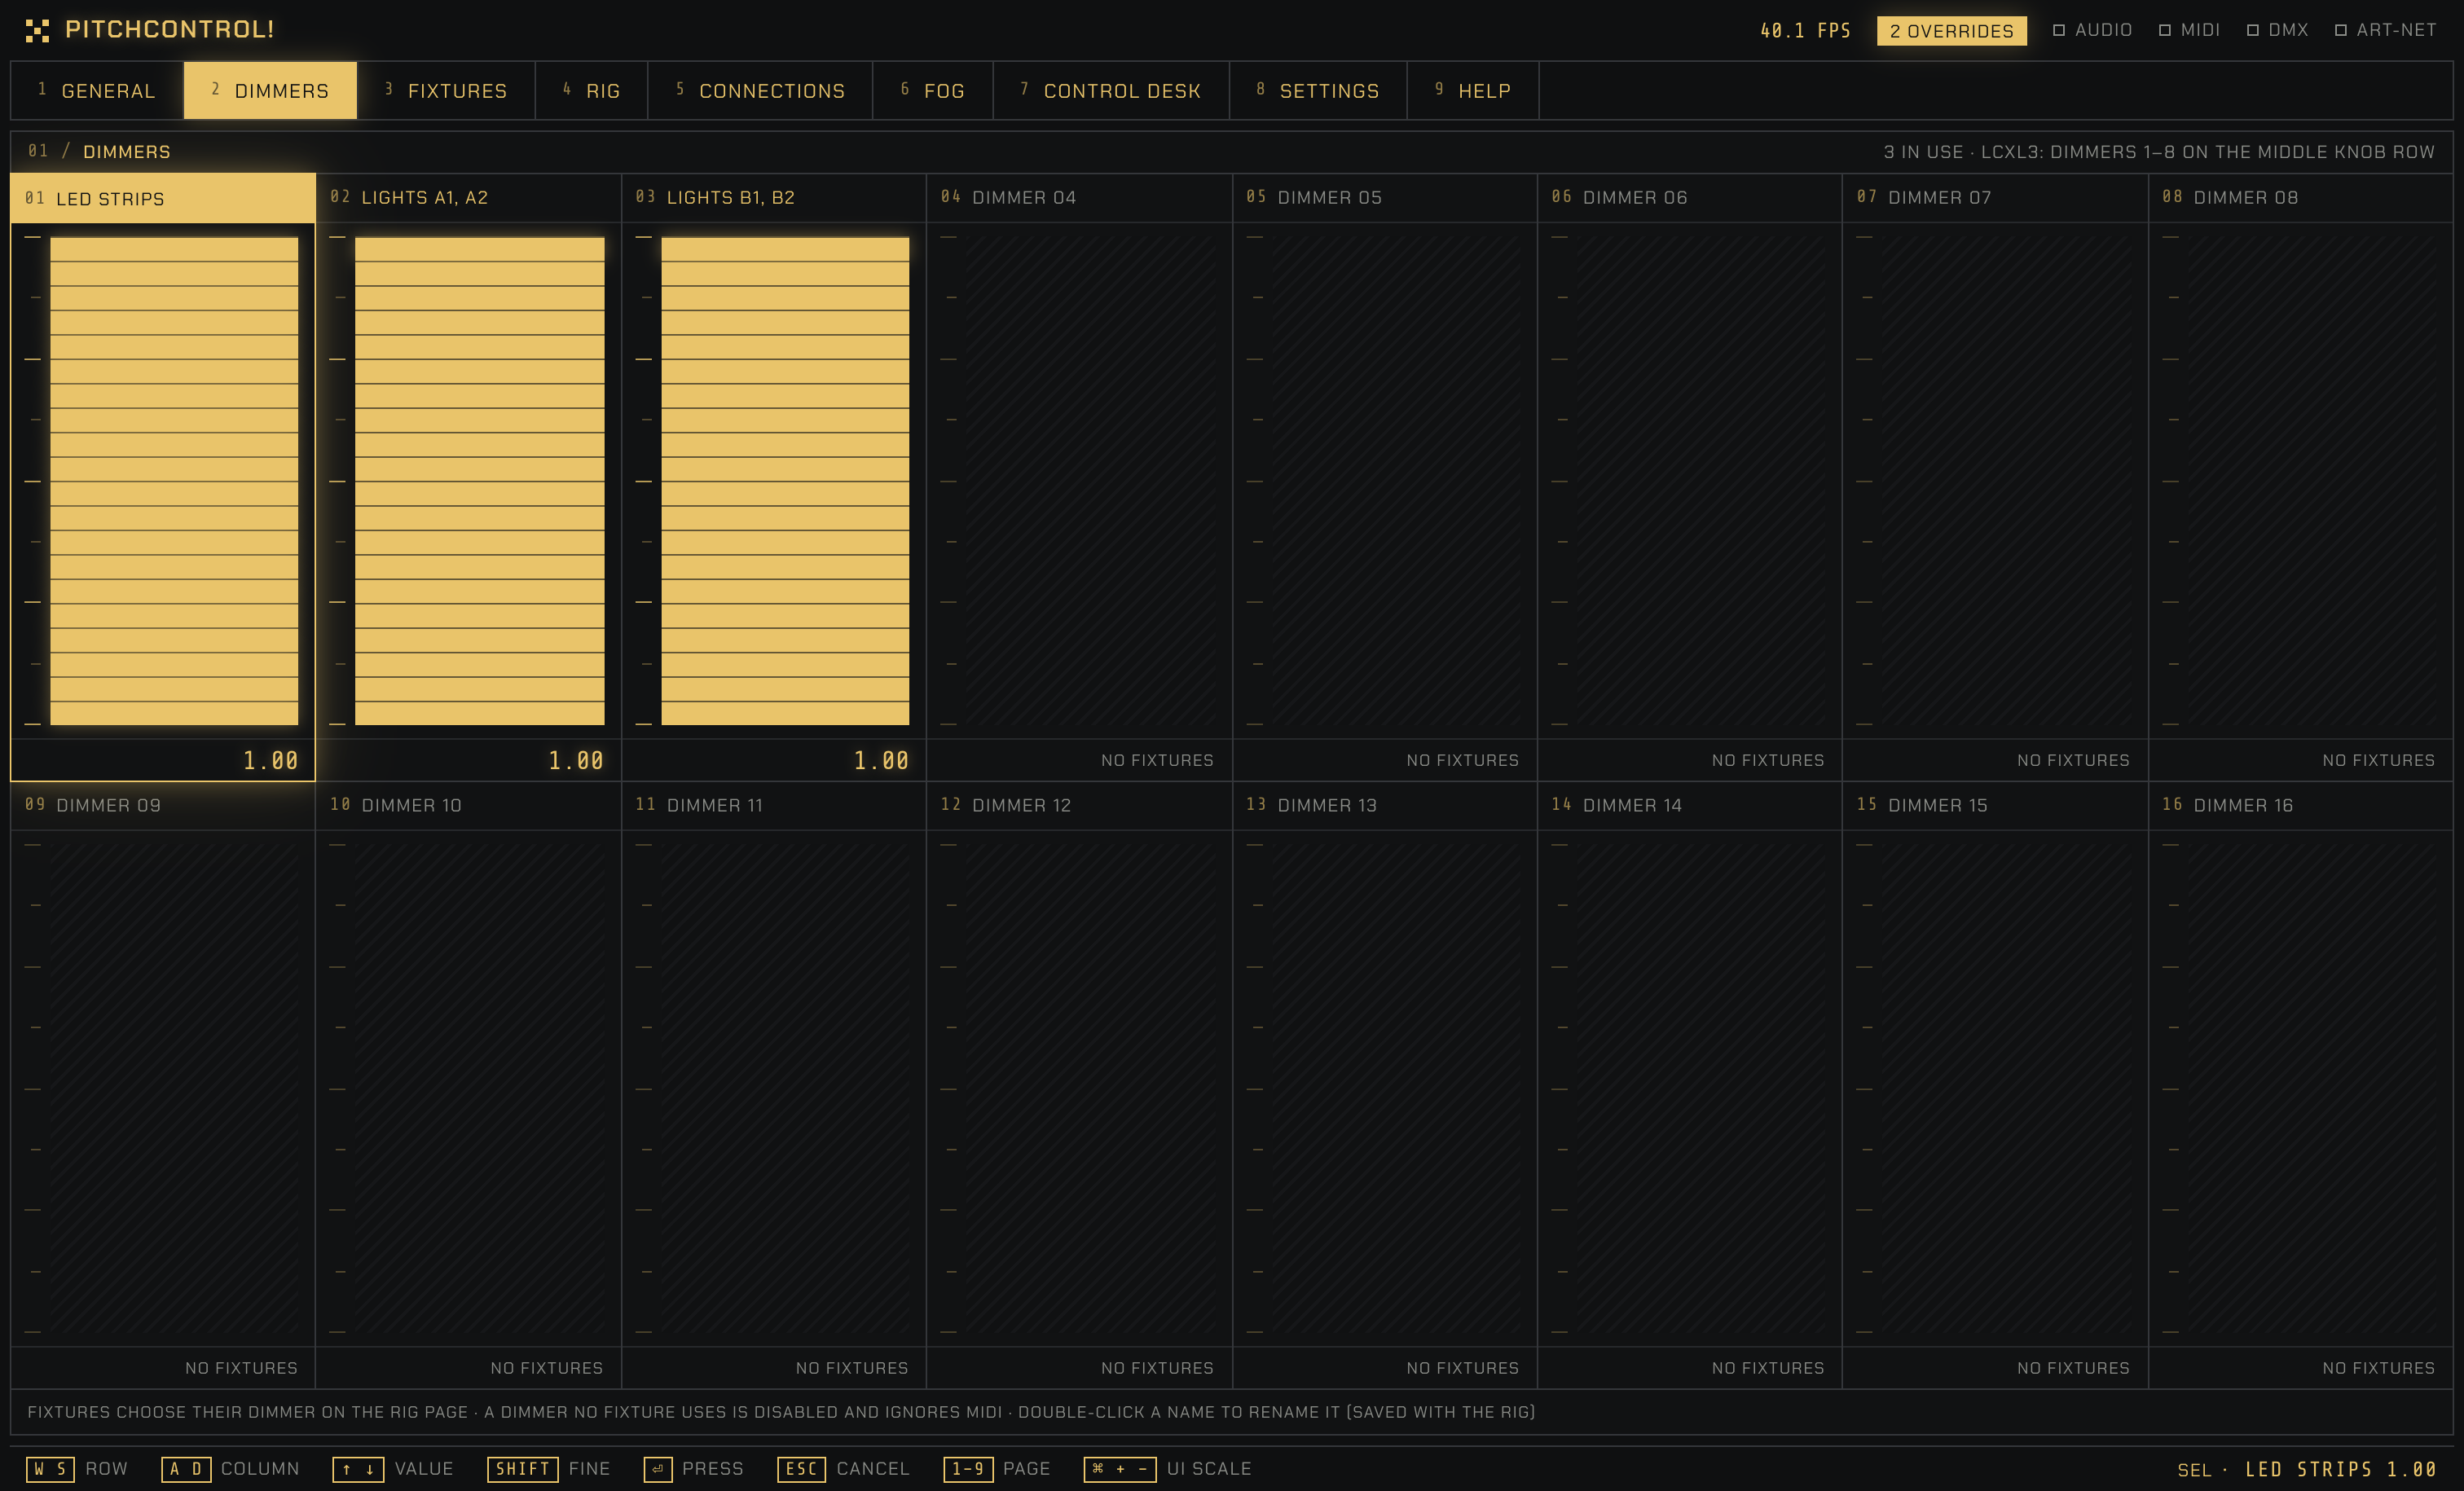 PITCHCONTROL!
40.1 FPS 2 OVERRIDES AUDIO MIDI DMX ART-NET
1 GENERAL 2 DIMMERS 3 FIXTURES 4 RIG 5 CONNECTIONS 6 FOG 7 CONTROL DESK 8 SETTINGS 9 HELP
01 / DIMMERS
3 IN USE · LCXL3: DIMMERS 1–8 ON THE MIDDLE KNOB ROW
01 LED STRIPS 02 LIGHTS A1, A2 03 LIGHTS B1, B2 04 DIMMER 04 05 DIMMER 05 06 DIMMER 06 07 DIMMER 07 08 DIMMER 08
1.00 1.00 1.00 NO FIXTURES NO FIXTURES NO FIXTURES NO FIXTURES NO FIXTURES
09 DIMMER 09 10 DIMMER 10 11 DIMMER 11 12 DIMMER 12 13 DIMMER 13 14 DIMMER 14 15 DIMMER 15 16 DIMMER 16
NO FIXTURES NO FIXTURES NO FIXTURES NO FIXTURES NO FIXTURES NO FIXTURES NO FIXTURES NO FIXTURES
FIXTURES CHOOSE THEIR DIMMER ON THE RIG PAGE · A DIMMER NO FIXTURE USES IS DISABLED AND IGNORES MIDI · DOUBLE-CLICK A NAME TO RENAME IT (SAVED WITH THE RIG)
W S ROW A D COLUMN ↑ ↓ VALUE SHIFT FINE ⏎ PRESS ESC CANCEL 1–9 PAGE ⌘ + − UI SCALE
SEL · LED STRIPS 1.00